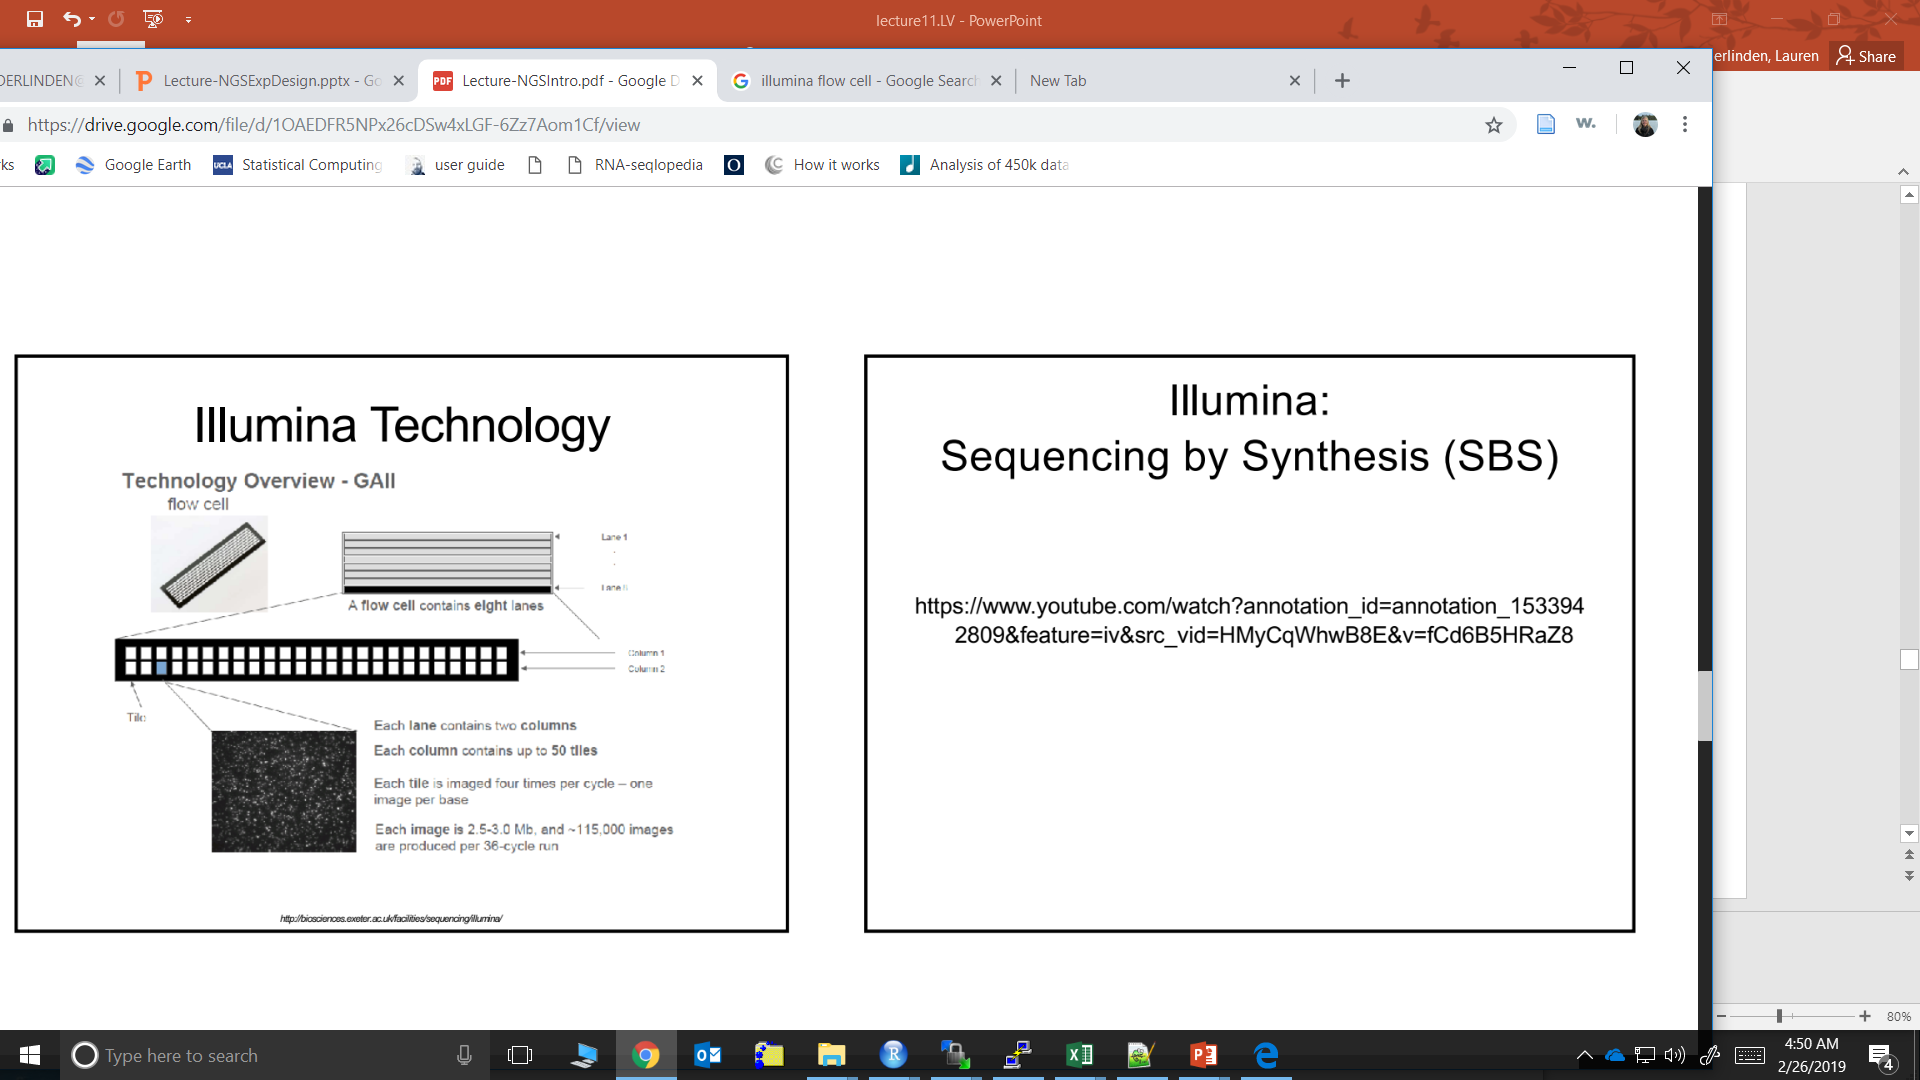 lecture11.LV - PowerPoint
erlinden, Lauren
Share
DERLINDEN@
Lecture-NGSExpDesign.pptx - Go
Lecture-NGSIntro.pdf - Google D
illumina flow cell - Google Search
New Tab
https://drive.google.com/file/d/1OAEDFR5NPx26cDSw4xLGF-6Zz7Aom1Cf/view
w.
ks
Google Earth
UCLA
Statistical Computing
user guide
RNA-seqlopedia
How it works
Analysis of 450k data
Illumina Technology
Technology Overview - GAII
flow cell
Lane 1
Lane 8
A flow cell contains eight lanes
Column 1
Column 2
Tile
Each lane contains two columns
Each column contains up to 50 tiles
Each tile is imaged four times per cycle – one
image per base
Each image is 2.5-3.0 Mb, and ~115,000 images
are produced per 36-cycle run
http://biosciences.exeter.ac.uk/facilities/sequencing/illumina/
Illumina:
Sequencing by Synthesis (SBS)
https://www.youtube.com/watch?annotation_id=annotation_153394
2809&feature=iv&src_vid=HMyCqWhwB8E&v=fCd6B5HRaZ8
80%
Type here to search
4:50 AM
2/26/2019
4